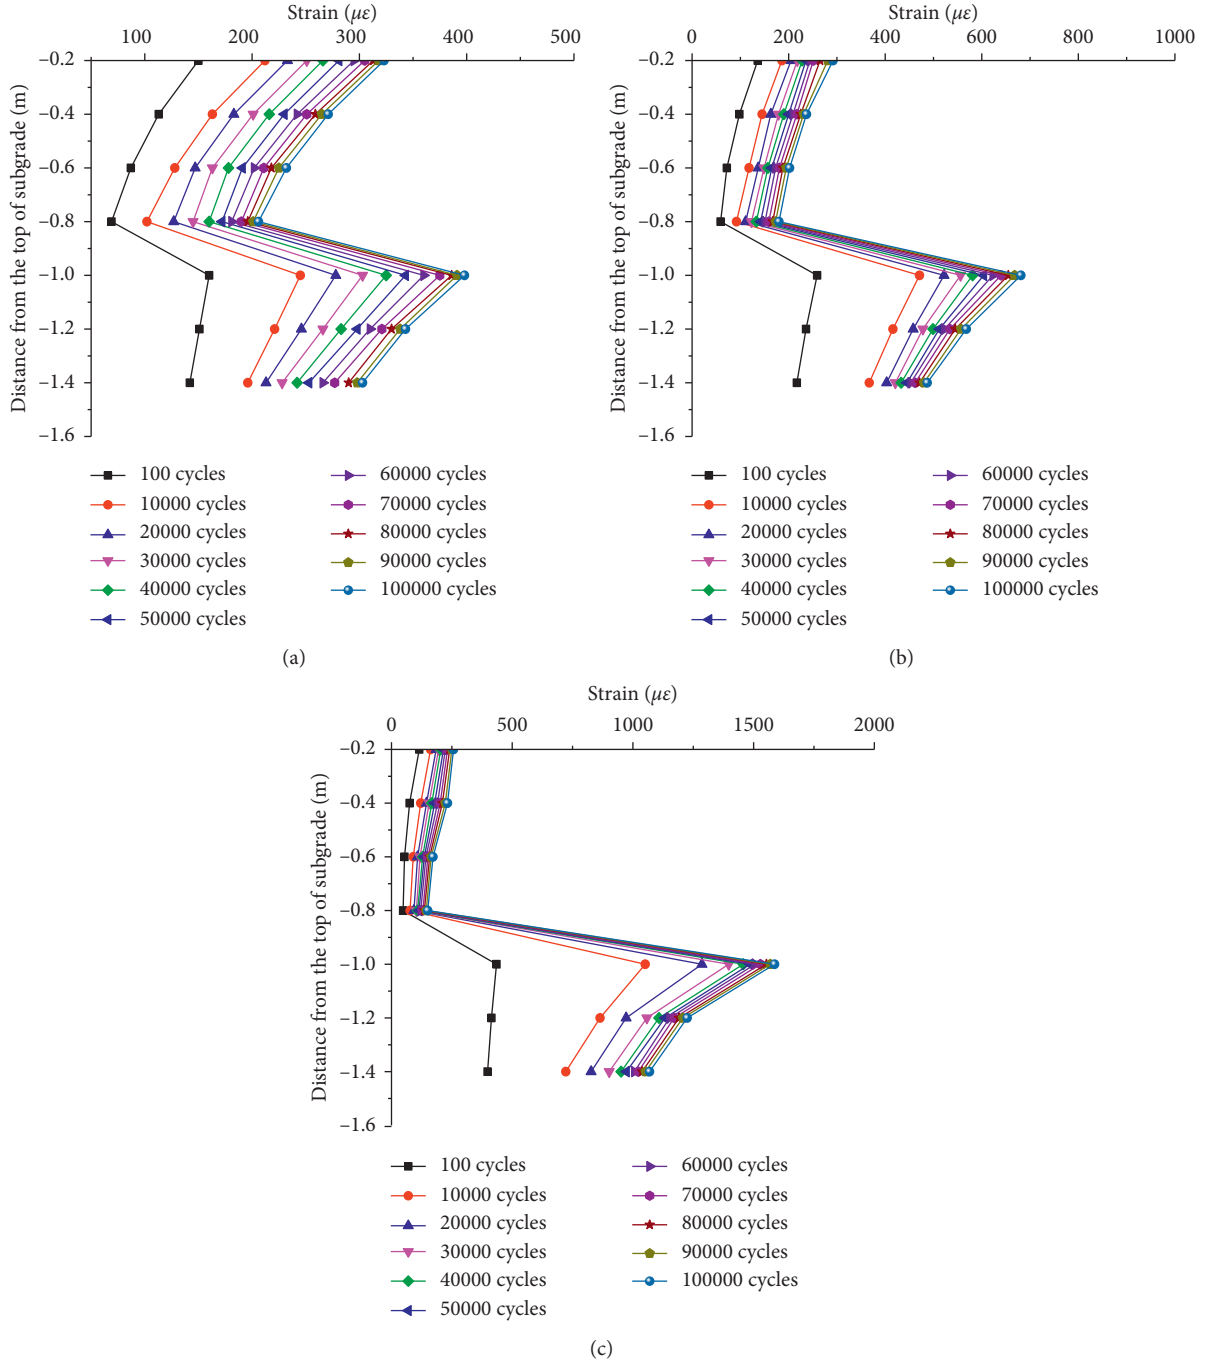 Strain (με)
100 200 300 400 500
−0.2
−0.4
−0.6
−0.8
−1.0
−1.2
−1.4
−1.6
Distance from the top of subgrade (m)
100 cycles
10000 cycles
20000 cycles
30000 cycles
40000 cycles
50000 cycles
60000 cycles
70000 cycles
80000 cycles
90000 cycles
100000 cycles
(a)
Strain (με)
0 200 400 600 800 1000
−0.2
−0.4
−0.6
−0.8
−1.0
−1.2
−1.4
−1.6
Distance from the top of subgrade (m)
100 cycles
10000 cycles
20000 cycles
30000 cycles
40000 cycles
50000 cycles
60000 cycles
70000 cycles
80000 cycles
90000 cycles
100000 cycles
(b)
Strain (με)
0 500 1000 1500 2000
−0.2
−0.4
−0.6
−0.8
−1.0
−1.2
−1.4
−1.6
Distance from the top of subgrade (m)
100 cycles
10000 cycles
20000 cycles
30000 cycles
40000 cycles
50000 cycles
60000 cycles
70000 cycles
80000 cycles
90000 cycles
100000 cycles
(c)